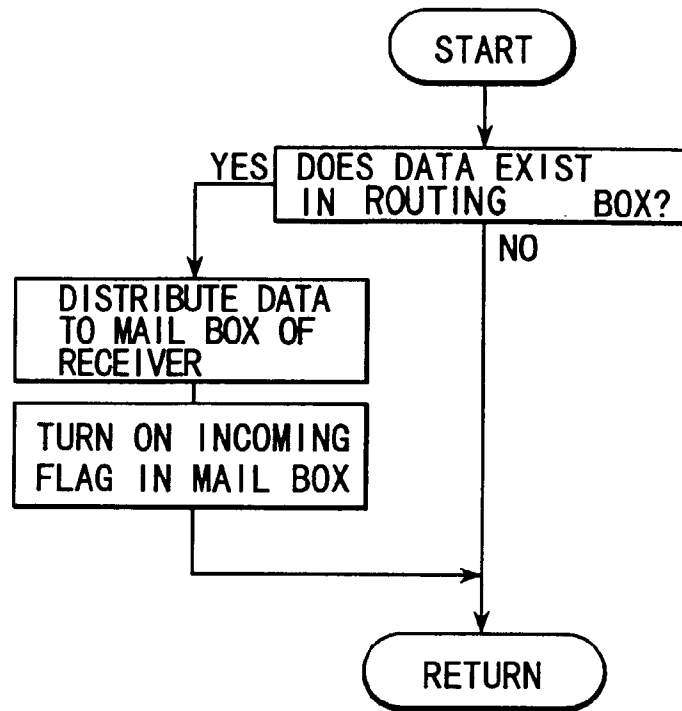 START
DOES DATA EXIST
IN ROUTING BOX?
YES
NO
DISTRIBUTE DATA
TO MAIL BOX OF
RECEIVER
TURN ON INCOMING
FLAG IN MAIL BOX
RETURN